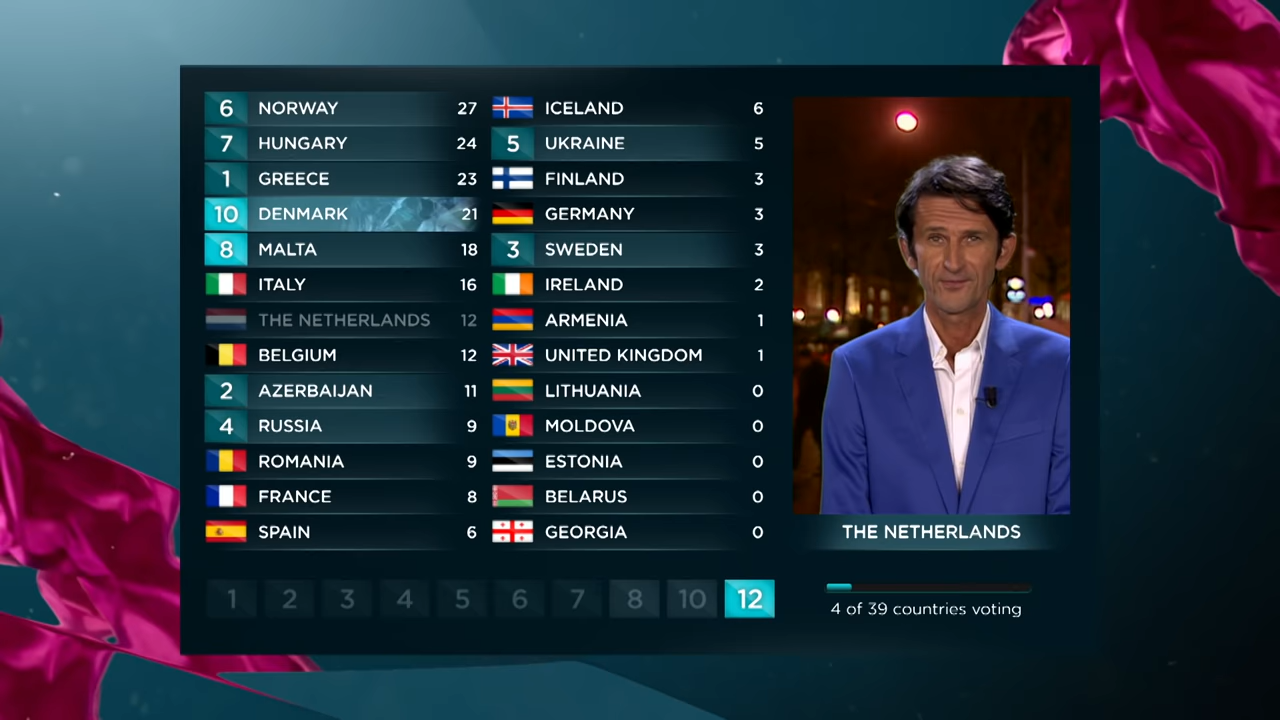 6 NORWAY 27
7 HUNGARY 24
1 GREECE 23
10 DENMARK 21
8 MALTA 18
ITALY 16
THE NETHERLANDS 12
BELGIUM 12
2 AZERBAIJAN 11
4 RUSSIA 9
ROMANIA 9
FRANCE 8
SPAIN 6
ICELAND 6
5 UKRAINE 5
FINLAND 3
GERMANY 3
3 SWEDEN 3
IRELAND 2
ARMENIA 1
UNITED KINGDOM 1
LITHUANIA 0
MOLDOVA 0
ESTONIA 0
BELARUS 0
GEORGIA 0
THE NETHERLANDS
1 2 3 4 5 6 7 8 10 12
4 of 39 countries voting